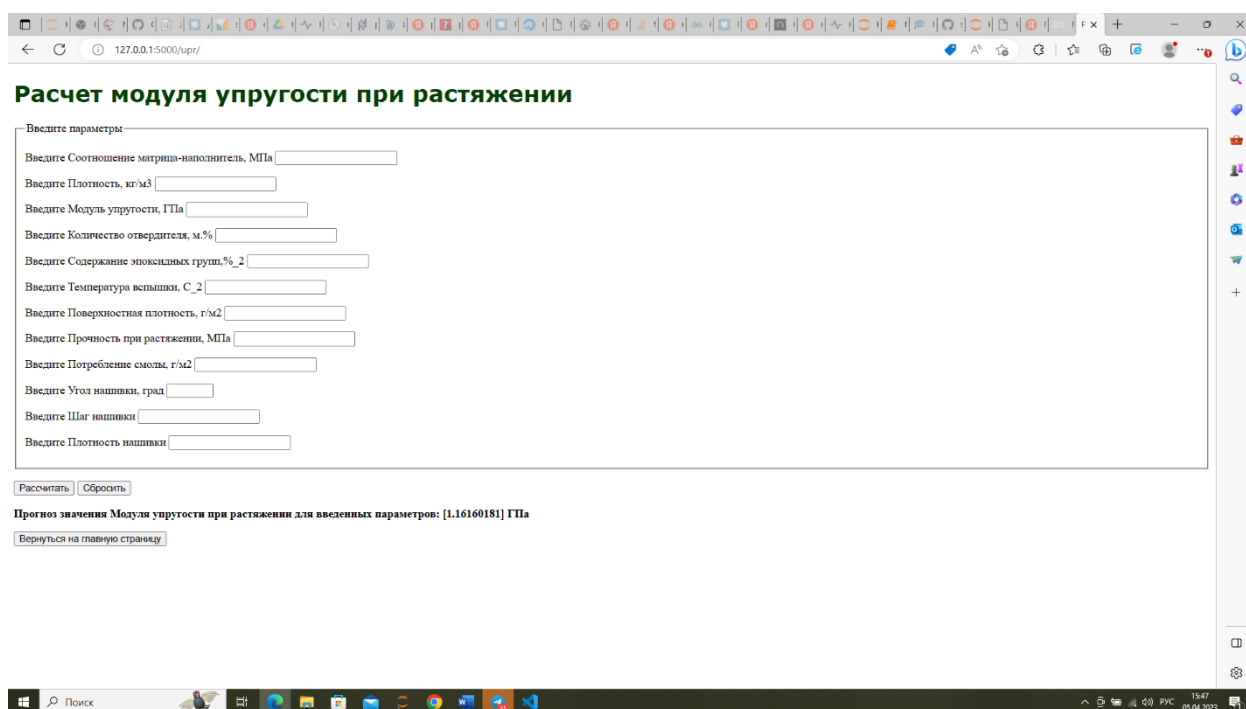 127.0.0.1:5000/upr/
Расчет модуля упругости при растяжении
Введите параметры
Введите Соотношение матрица-наполнитель, МПа
Введите Плотность, кг/м3
Введите Модуль упругости, ГПа
Введите Количество отвердителя, м.%
Введите Содержание эпоксидных групп,%_2
Введите Температура вспышки, С_2
Введите Поверхностная плотность, г/м2
Введите Прочность при растяжении, МПа
Введите Потребление смолы, г/м2
Введите Угол нашивки, град
Введите Шаг нашивки
Введите Плотность нашивки
Рассчитать Сбросить
Прогноз значения Модуля упругости при растяжении для введенных параметров: [1.16160181] ГПа
Вернуться на главную страницу
Поиск
РУС
15:47
05.04.2023